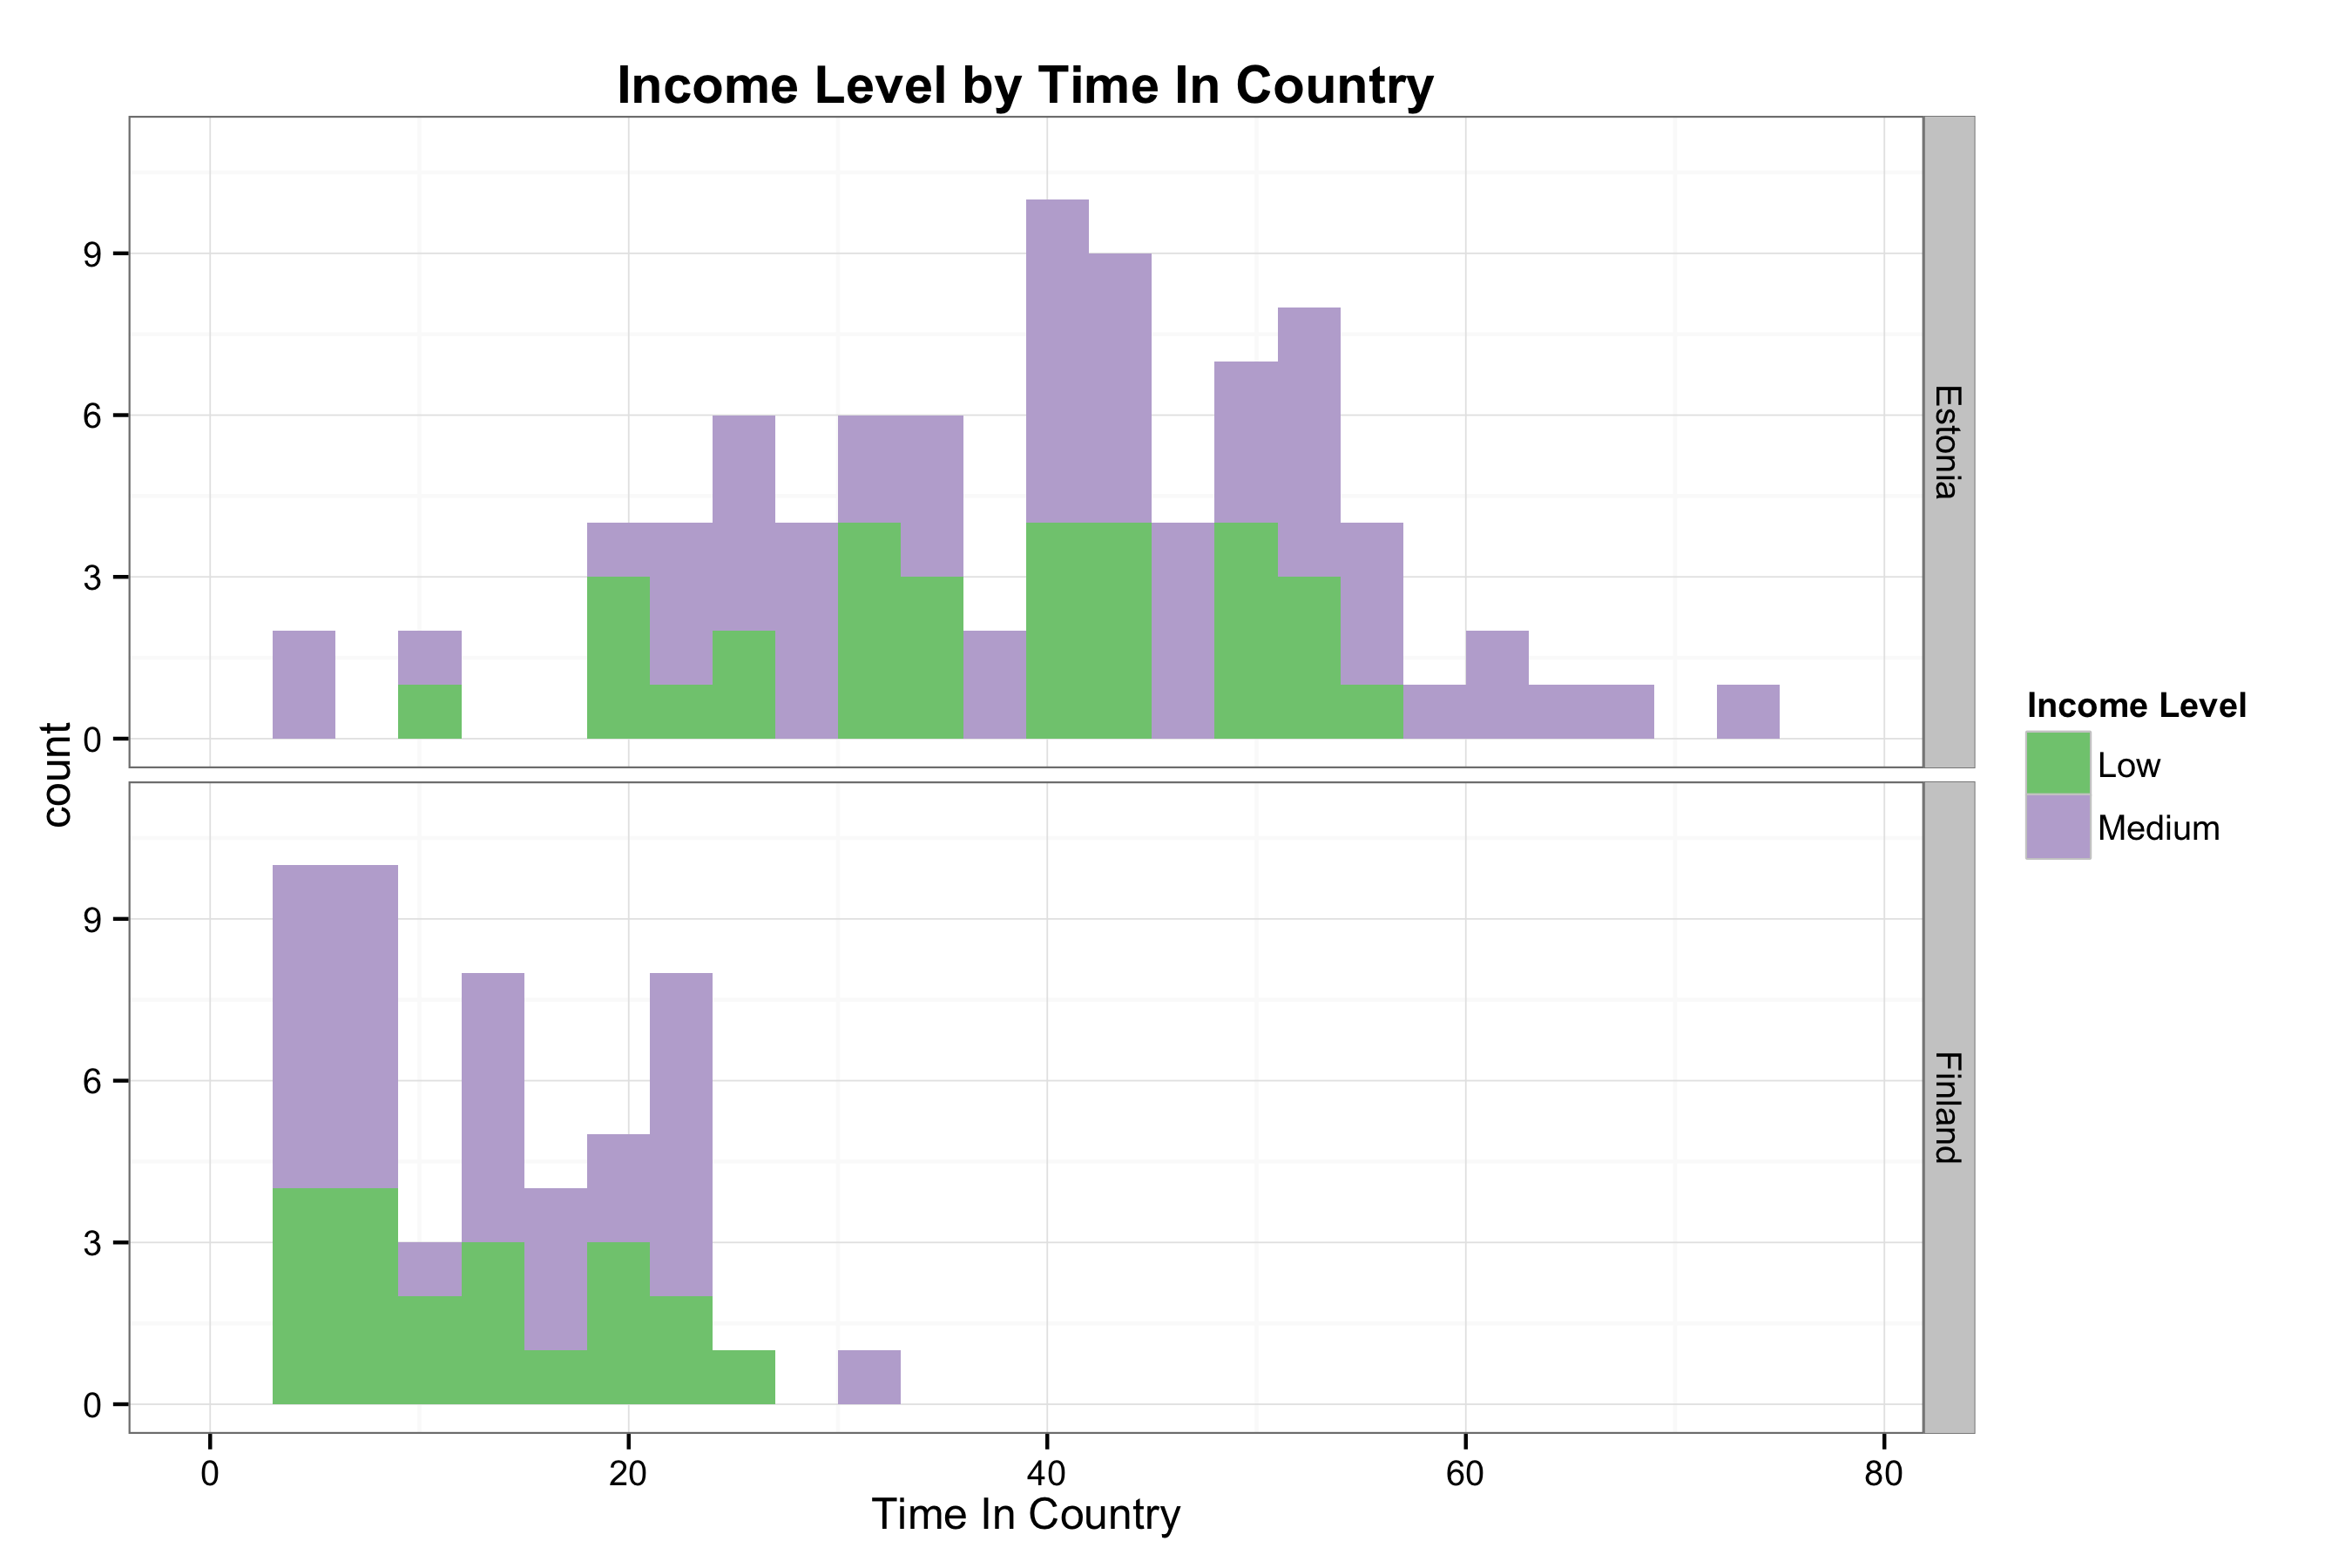 Income Level by Time In Country
9
6
3
0
Estonia
count
9
6
3
0
Finland
0 20 40 60 80
Time In Country
Income Level
Low
Medium